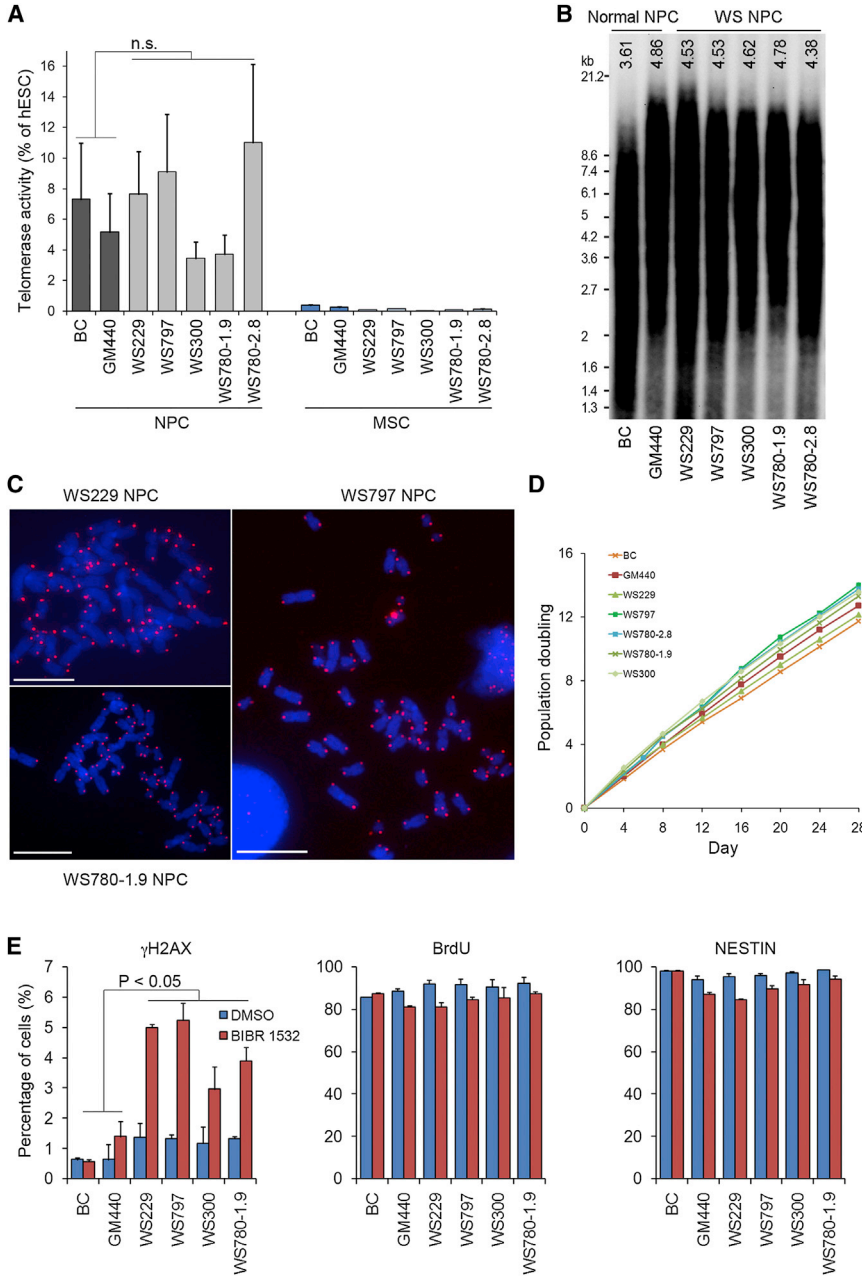 A
n.s.
Telomerase activity (% of hESC)
16
14
12
10
8
6
4
2
0
BC
GM440
WS229
WS797
WS300
WS780-1.9
WS780-2.8
BC
GM440
WS229
WS797
WS300
WS780-1.9
WS780-2.8
NPC
MSC
B
Normal NPC
WS NPC
kb
3.61
4.86
4.53
4.53
4.62
4.78
4.38
21.2
8.6
7.4
6.1
5
4.2
3.6
2.7
2
1.6
1.4
1.3
BC
GM440
WS229
WS797
WS300
WS780-1.9
WS780-2.8
C
WS229 NPC
WS797 NPC
WS780-1.9 NPC
D
Population doubling
16
12
8
4
0
BC
GM440
WS229
WS797
WS780-2.8
WS780-1.9
WS300
0
4
8
12
16
20
24
28
Day
E
γH2AX
Percentage of cells (%)
7
6
5
4
3
2
1
0
P < 0.05
DMSO
BIBR 1532
BC
GM440
WS229
WS797
WS300
WS780-1.9
BrdU
100
80
60
40
20
0
BC
GM440
WS229
WS797
WS300
WS780-1.9
NESTIN
100
80
60
40
20
0
BC
GM440
WS229
WS797
WS300
WS780-1.9